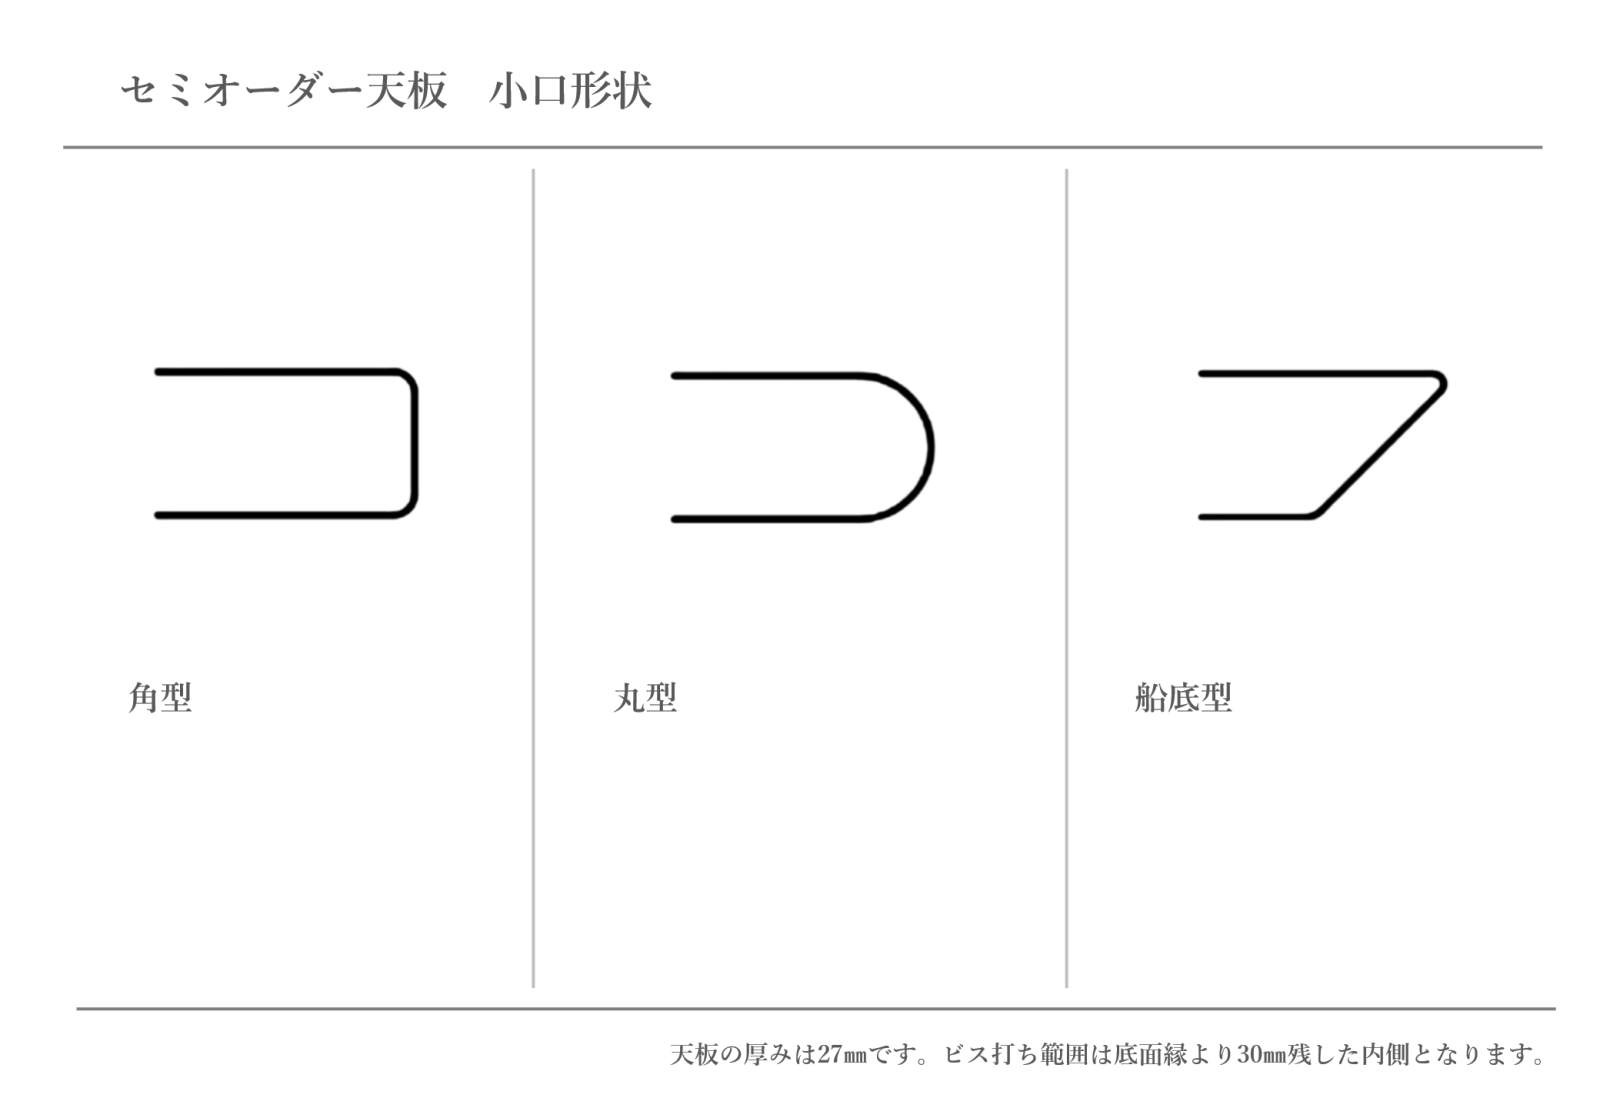 セミオーダー天板　小口形状
角型
丸型
船底型
天板の厚みは27㎜です。ビス打ち範囲は底面縁より30㎜残した内側となります。